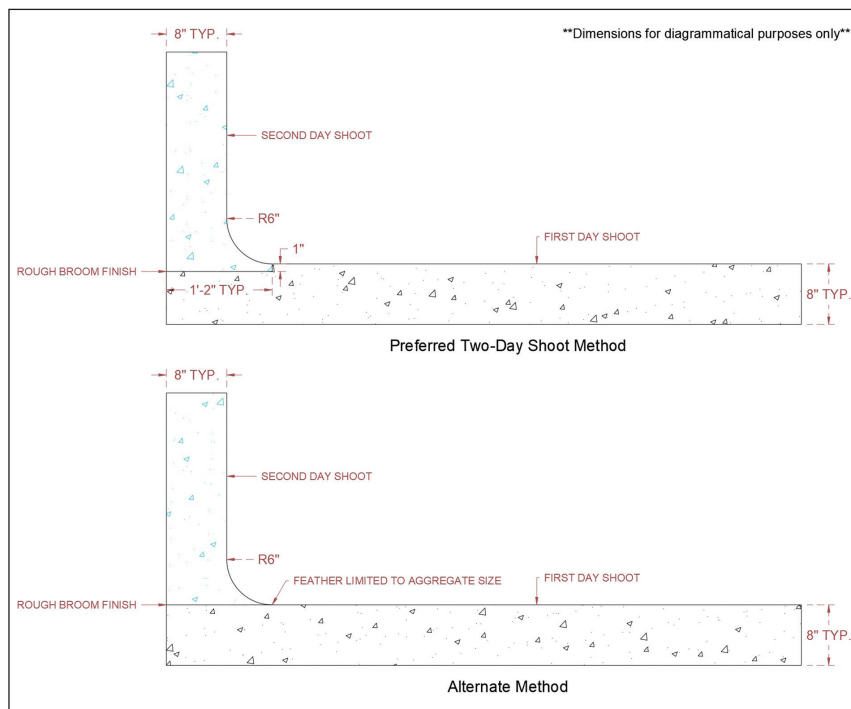 8" TYP.
**Dimensions for diagrammatical purposes only**
SECOND DAY SHOOT
R6"
1"
FIRST DAY SHOOT
ROUGH BROOM FINISH
1'-2" TYP.
8" TYP.
Preferred Two-Day Shoot Method
8" TYP.
SECOND DAY SHOOT
R6"
FEATHER LIMITED TO AGGREGATE SIZE
FIRST DAY SHOOT
ROUGH BROOM FINISH
8" TYP.
Alternate Method